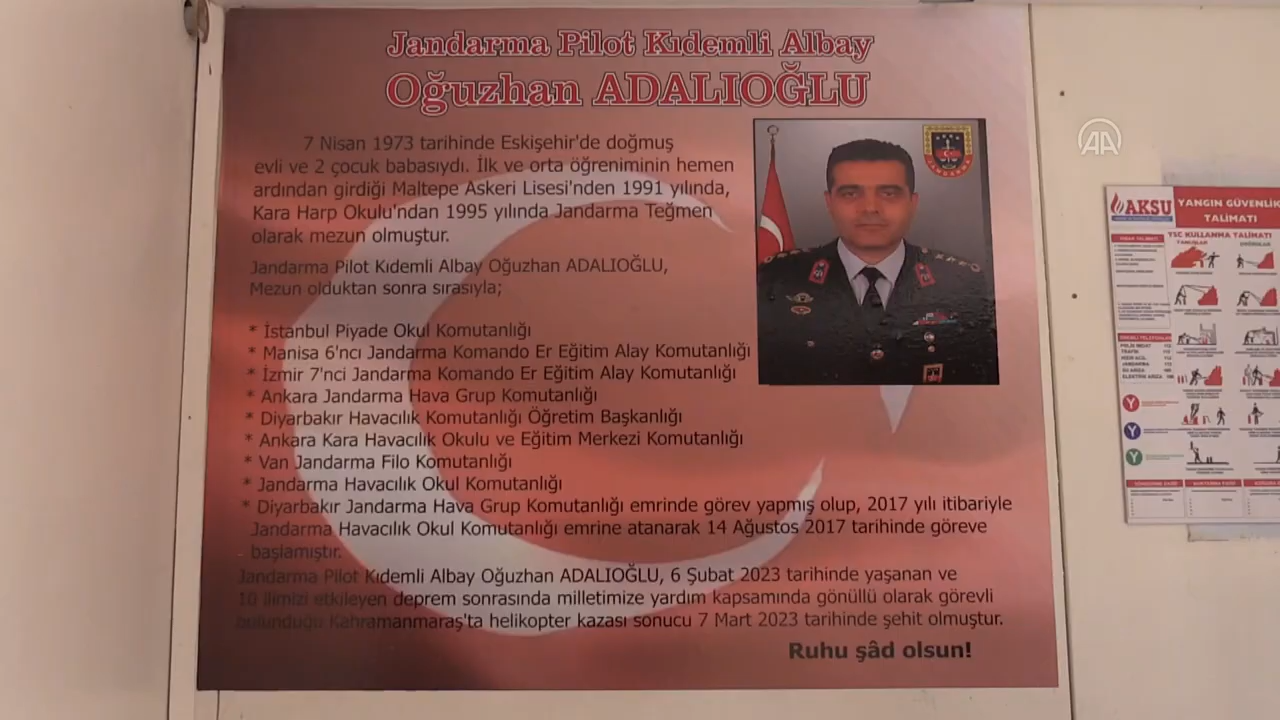 Jandarma Pilot Kıdemli Albay
Oğuzhan ADALIOĞLU
7 Nisan 1973 tarihinde Eskişehir'de doğmuş
evli ve 2 çocuk babasıydı. İlk ve orta öğreniminin hemen
ardından girdiği Maltepe Askeri Lisesi'nden 1991 yılında,
Kara Harp Okulu'ndan 1995 yılında Jandarma Teğmen
olarak mezun olmuştur.
Jandarma Pilot Kıdemli Albay Oğuzhan ADALIOĞLU,
Mezun olduktan sonra sırasıyla;
* İstanbul Piyade Okul Komutanlığı
* Manisa 6'ncı Jandarma Komando Er Eğitim Alay Komutanlığı
* İzmir 7'nci Jandarma Komando Er Eğitim Alay Komutanlığı
* Ankara Jandarma Hava Grup Komutanlığı
* Diyarbakır Havacılık Komutanlığı Öğretim Başkanlığı
* Ankara Kara Havacılık Okulu ve Eğitim Merkezi Komutanlığı
* Van Jandarma Filo Komutanlığı
* Jandarma Havacılık Okul Komutanlığı
* Diyarbakır Jandarma Hava Grup Komutanlığı emrinde görev yapmış olup, 2017 yılı itibariyle
Jandarma Havacılık Okul Komutanlığı emrine atanarak 14 Ağustos 2017 tarihinde göreve
başlamıştır.
Jandarma Pilot Kıdemli Albay Oğuzhan ADALIOĞLU, 6 Şubat 2023 tarihinde yaşanan ve
10 ilimizi etkileyen deprem sonrasında milletimize yardım kapsamında gönüllü olarak görevli
bulunduğu Kahramanmaraş'ta helikopter kazası sonucu 7 Mart 2023 tarihinde şehit olmuştur.
Ruhu şâd olsun!
JANDARMA
AA
AKSU
YANGIN GÜVENLİK
TALİMATI
YSC KULLANMA TALİMATI